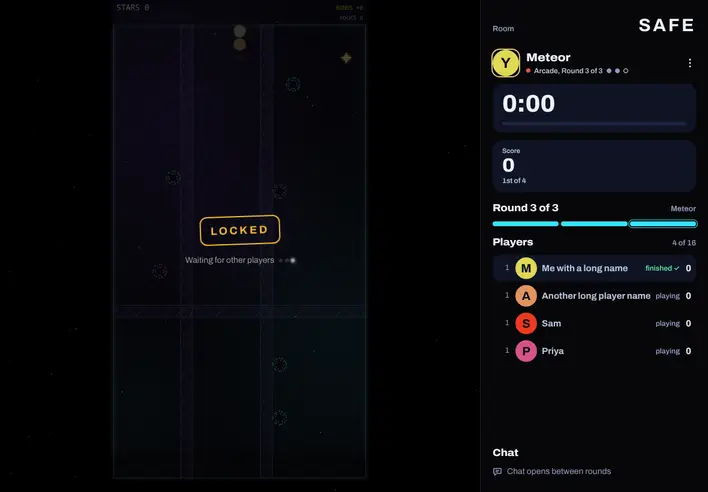 STARS 0
LOCKED
Waiting for other players
Room
SAFE
Y
Meteor
Arcade, Round 3 of 3
0:00
Score
0
1st of 4
Round 3 of 3
Meteor
Players
4 of 16
1 M Me with a long name finished ✓ 0
1 A Another long player name playing 0
1 S Sam playing 0
1 P Priya playing 0
Chat
Chat opens between rounds